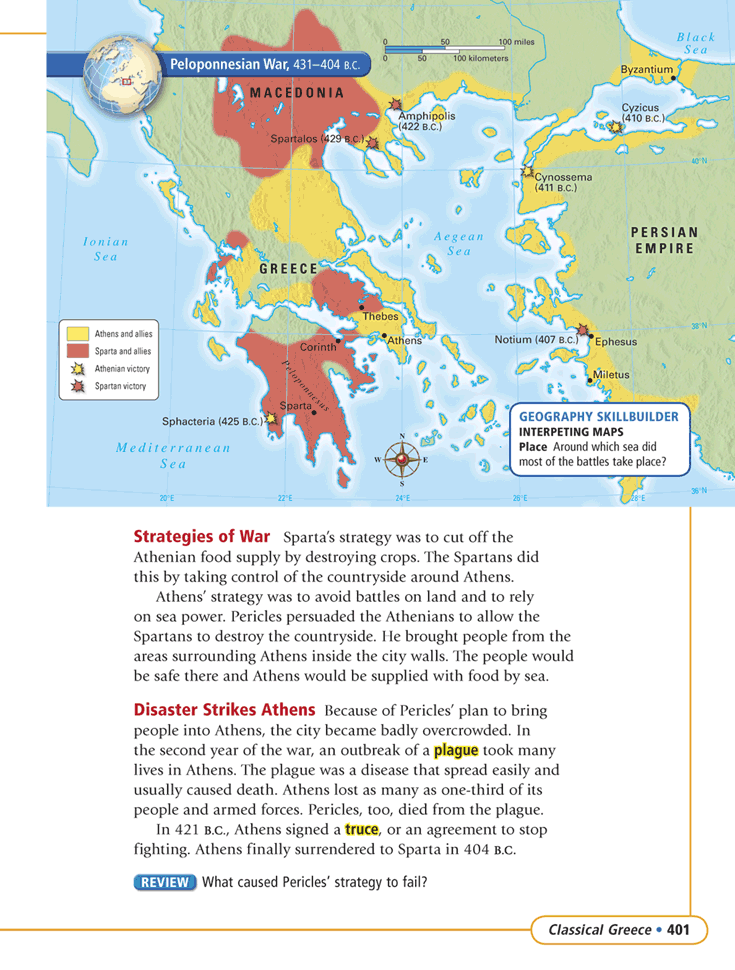 Peloponnesian War, 431–404 B.C.
0 50 100 miles
0 50 100 kilometers
Black
Sea
Byzantium
MACEDONIA
Amphipolis
(422 B.C.)
Cyzicus
(410 B.C.)
Spartalos (429 B.C.)
40°N
Cynossema
(411 B.C.)
Ionian
Sea
Aegean
Sea
PERSIAN
EMPIRE
GREECE
Thebes
38°N
Athens and allies
Sparta and allies
Athenian victory
Spartan victory
Corinth
Athens
Notium (407 B.C.)
Ephesus
Peloponnesus
Miletus
Sparta
Sphacteria (425 B.C.)
GEOGRAPHY SKILLBUILDER
INTERPETING MAPS
Place Around which sea did
most of the battles take place?
Mediterranean
Sea
N
W E
S
36°N
20°E 22°E 24°E 26°E 28°E
Strategies of War Sparta's strategy was to cut off the
Athenian food supply by destroying crops. The Spartans did
this by taking control of the countryside around Athens.
Athens' strategy was to avoid battles on land and to rely
on sea power. Pericles persuaded the Athenians to allow the
Spartans to destroy the countryside. He brought people from the
areas surrounding Athens inside the city walls. The people would
be safe there and Athens would be supplied with food by sea.
Disaster Strikes Athens Because of Pericles' plan to bring
people into Athens, the city became badly overcrowded. In
the second year of the war, an outbreak of a plague took many
lives in Athens. The plague was a disease that spread easily and
usually caused death. Athens lost as many as one-third of its
people and armed forces. Pericles, too, died from the plague.
In 421 B.C., Athens signed a truce, or an agreement to stop
fighting. Athens finally surrendered to Sparta in 404 B.C.
REVIEW What caused Pericles' strategy to fail?
Classical Greece • 401